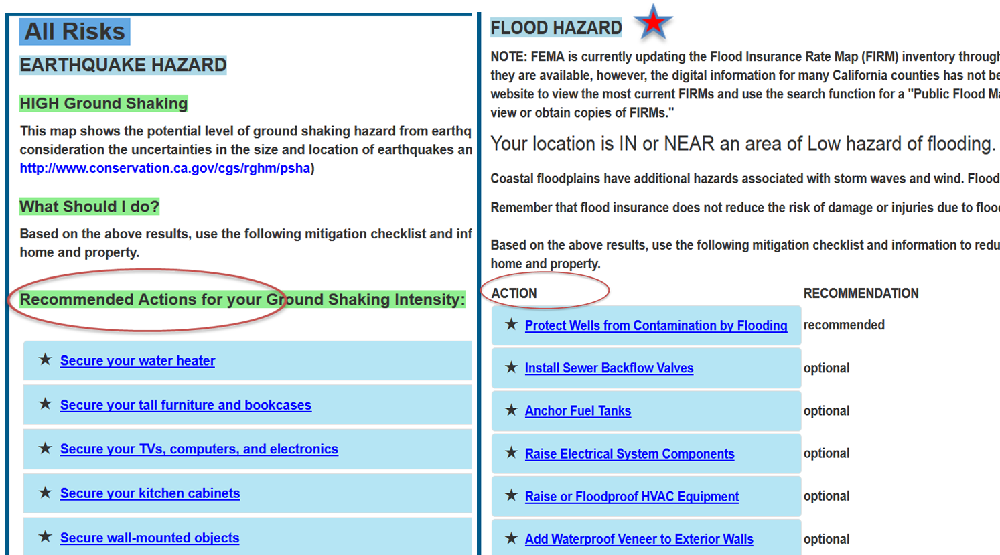 All Risks
EARTHQUAKE HAZARD
HIGH Ground Shaking
This map shows the potential level of ground shaking hazard from earthq
consideration the uncertainties in the size and location of earthquakes an
http://www.conservation.ca.gov/cgs/rghm/psha)
What Should I do?
Based on the above results, use the following mitigation checklist and inf
home and property.
Recommended Actions for your Ground Shaking Intensity:
★ Secure your water heater
★ Secure your tall furniture and bookcases
★ Secure your TVs, computers, and electronics
★ Secure your kitchen cabinets
★ Secure wall-mounted objects
FLOOD HAZARD
NOTE: FEMA is currently updating the Flood Insurance Rate Map (FIRM) inventory through
they are available, however, the digital information for many California counties has not be
website to view the most current FIRMs and use the search function for a "Public Flood Ma
view or obtain copies of FIRMs."
Your location is IN or NEAR an area of Low hazard of flooding.
Coastal floodplains have additional hazards associated with storm waves and wind. Flood
Remember that flood insurance does not reduce the risk of damage or injuries due to flood
Based on the above results, use the following mitigation checklist and information to redu
home and property.
ACTION RECOMMENDATION
★ Protect Wells from Contamination by Flooding recommended
★ Install Sewer Backflow Valves optional
★ Anchor Fuel Tanks optional
★ Raise Electrical System Components optional
★ Raise or Floodproof HVAC Equipment optional
★ Add Waterproof Veneer to Exterior Walls optional